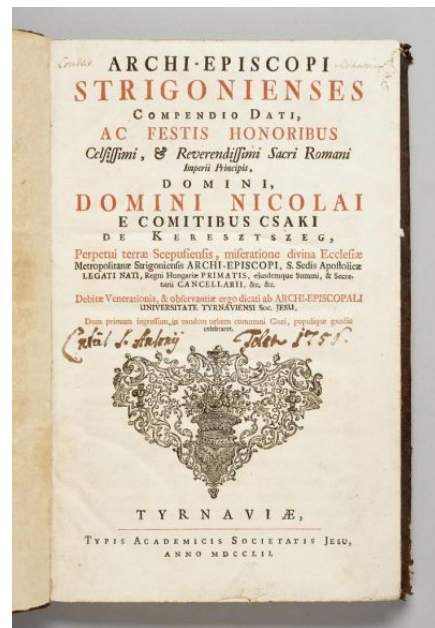 ARCHI-EPISCOPI
STRIGONIENSES
COMPENDIO DATI,
AC FESTIS HONORIBUS
Celsissimi, & Reverendissimi Sacri Romani
Imperii Principis,
DOMINI,
DOMINI NICOLAI
E COMITIBUS CSAKI
DE KERESZTSZEG,
Perpetui terræ Scepusiensis, miseratione divina Ecclesiæ
Metropolitanæ Strigoniensis ARCHI-EPISCOPI, S. Sedis Apostolicæ
LEGATI NATI, Regni Hungariæ PRIMATIS, ejusdemque Summi, & Secre-
tarii CANCELLARII, &c. &c.
Debitæ Venerationis, & observantiæ ergo dicati ab ARCHI-EPISCOPALI
UNIVERSITATE TYRNAVIENSI Soc. JESU,
Dum primum ingressum in eandem urbem communi Cleri, populique gaudio
celebraret.
S. Antonij 1756.
TYRNAVIÆ,
TYPIS ACADEMICIS SOCIETATIS JESU,
ANNO MDCCLII.